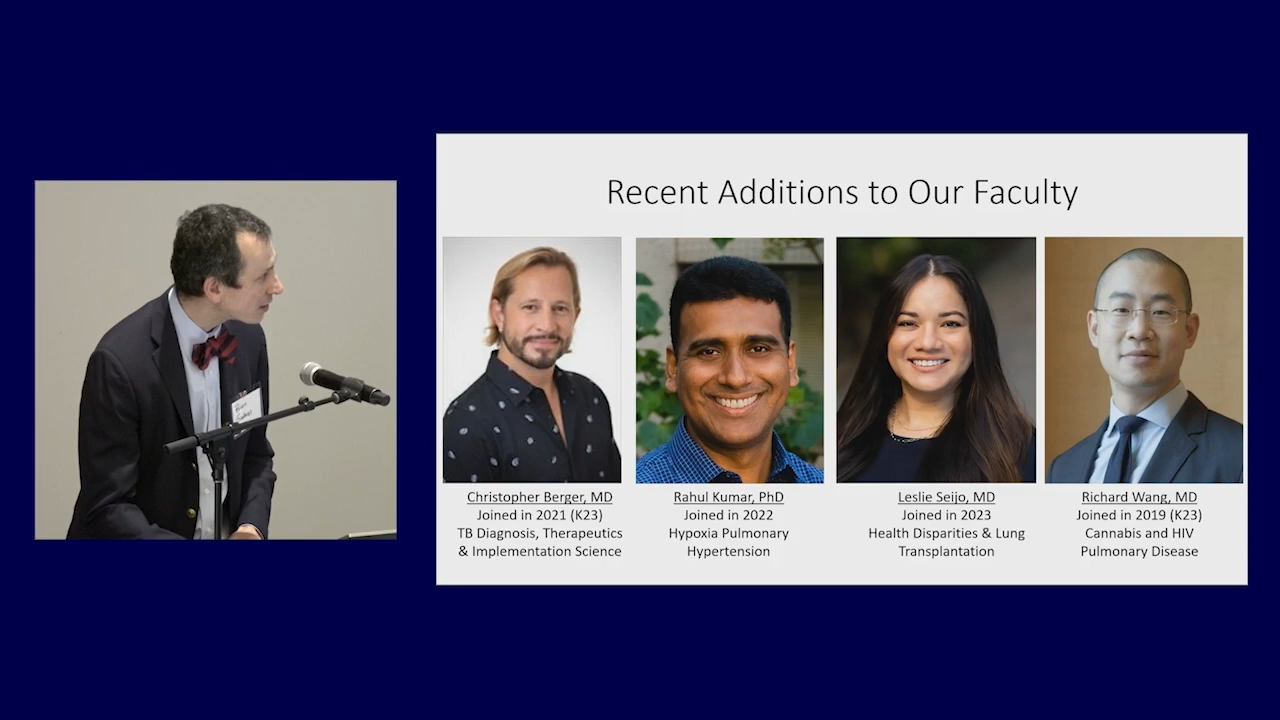 Recent Additions to Our Faculty
Christopher Berger, MD
Joined in 2021 (K23)
TB Diagnosis, Therapeutics
& Implementation Science
Rahul Kumar, PhD
Joined in 2022
Hypoxia Pulmonary
Hypertension
Leslie Seijo, MD
Joined in 2023
Health Disparities & Lung
Transplantation
Richard Wang, MD
Joined in 2019 (K23)
Cannabis and HIV
Pulmonary Disease